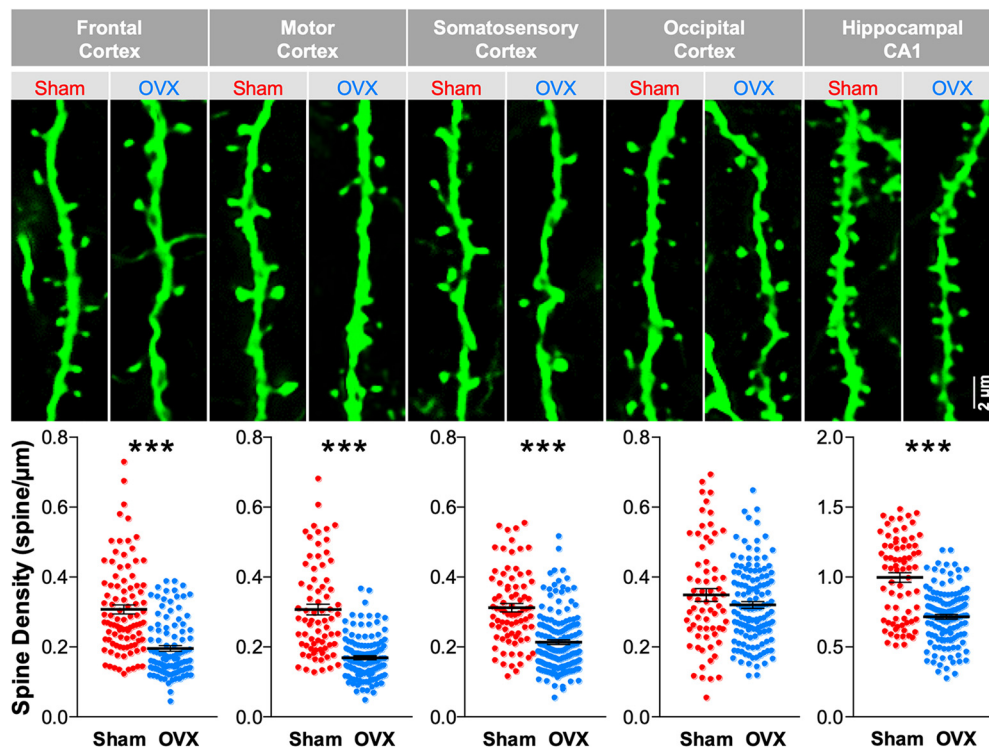 Frontal Cortex
Motor Cortex
Somatosensory Cortex
Occipital Cortex
Hippocampal CA1
Sham OVX Sham OVX Sham OVX Sham OVX Sham OVX
2 μm
Spine Density (spine/μm)
0.8 0.8 0.8 0.8 2.0
*** *** *** ***
0.6 0.6 0.6 0.6 1.5
0.4 0.4 0.4 0.4 1.0
0.2 0.2 0.2 0.2 0.5
0.0 0.0 0.0 0.0 0.0
Sham OVX Sham OVX Sham OVX Sham OVX Sham OVX